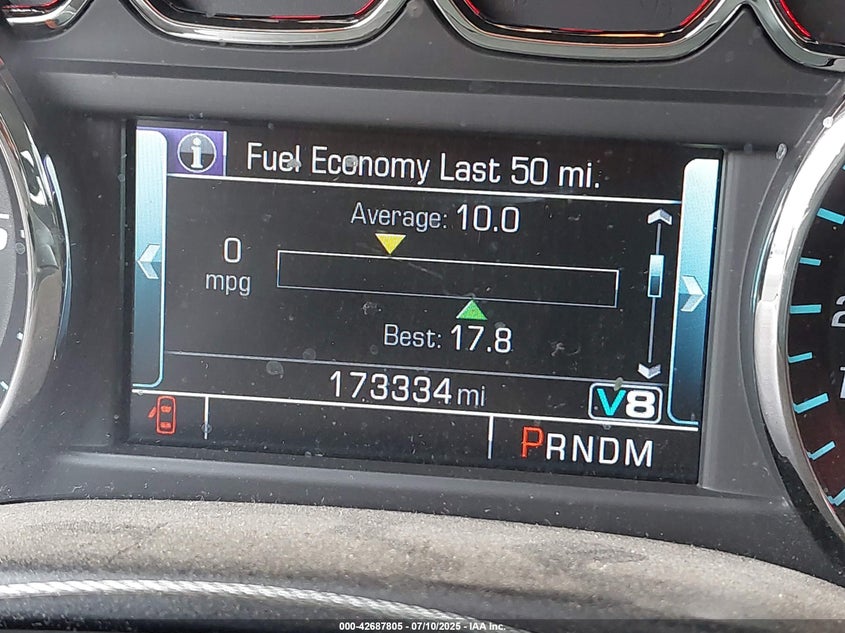 Fuel Economy Last 50 mi.
Average: 10.0
0
mpg
Best: 17.8
173334 mi
V8
PRNDM
000-42687805 - 07/10/2025 - IAA Inc.